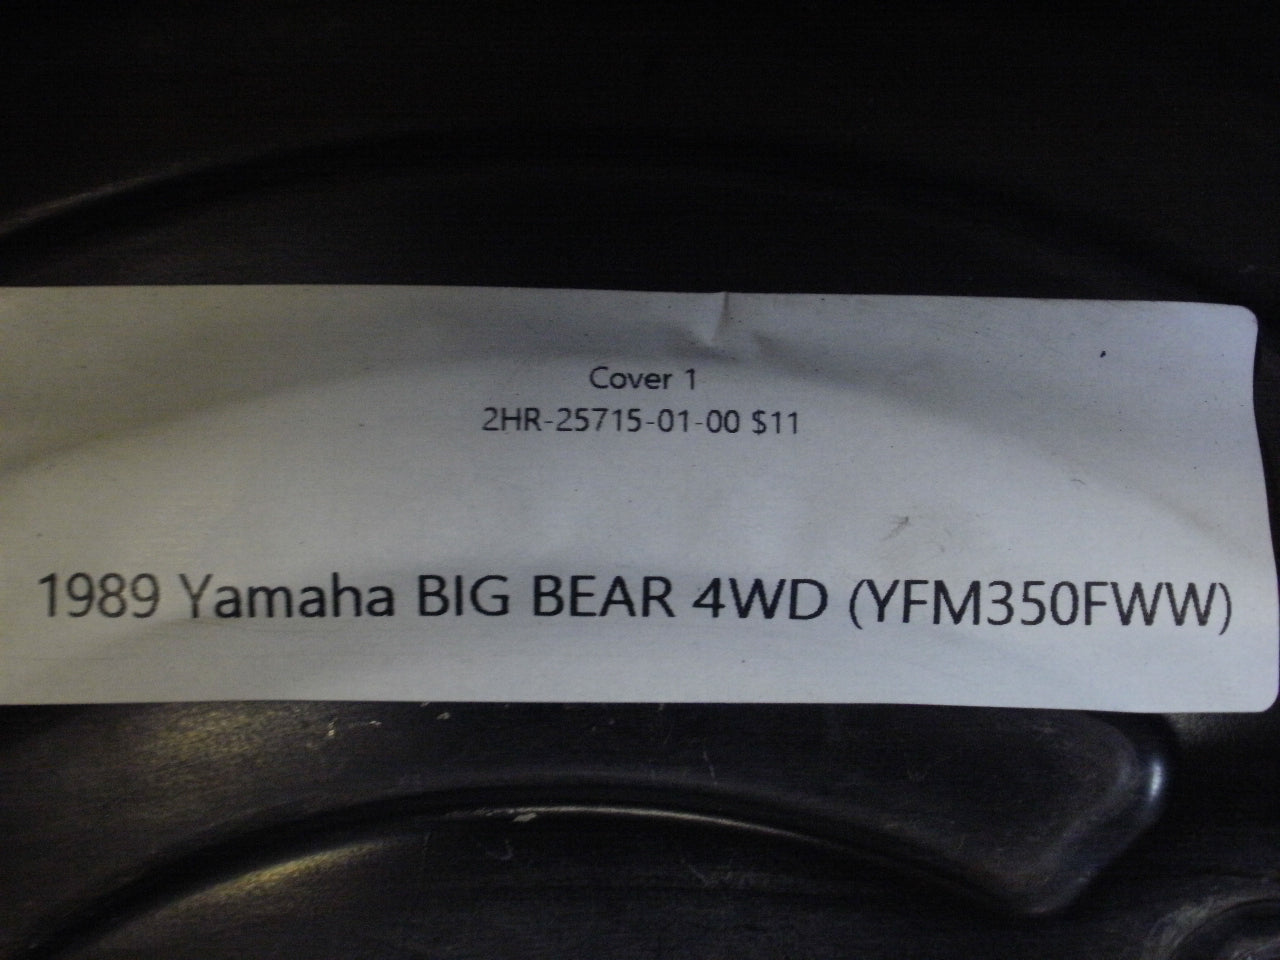 Cover 1
2HR-25715-01-00 $11
1989 Yamaha BIG BEAR 4WD (YFM350FWW)